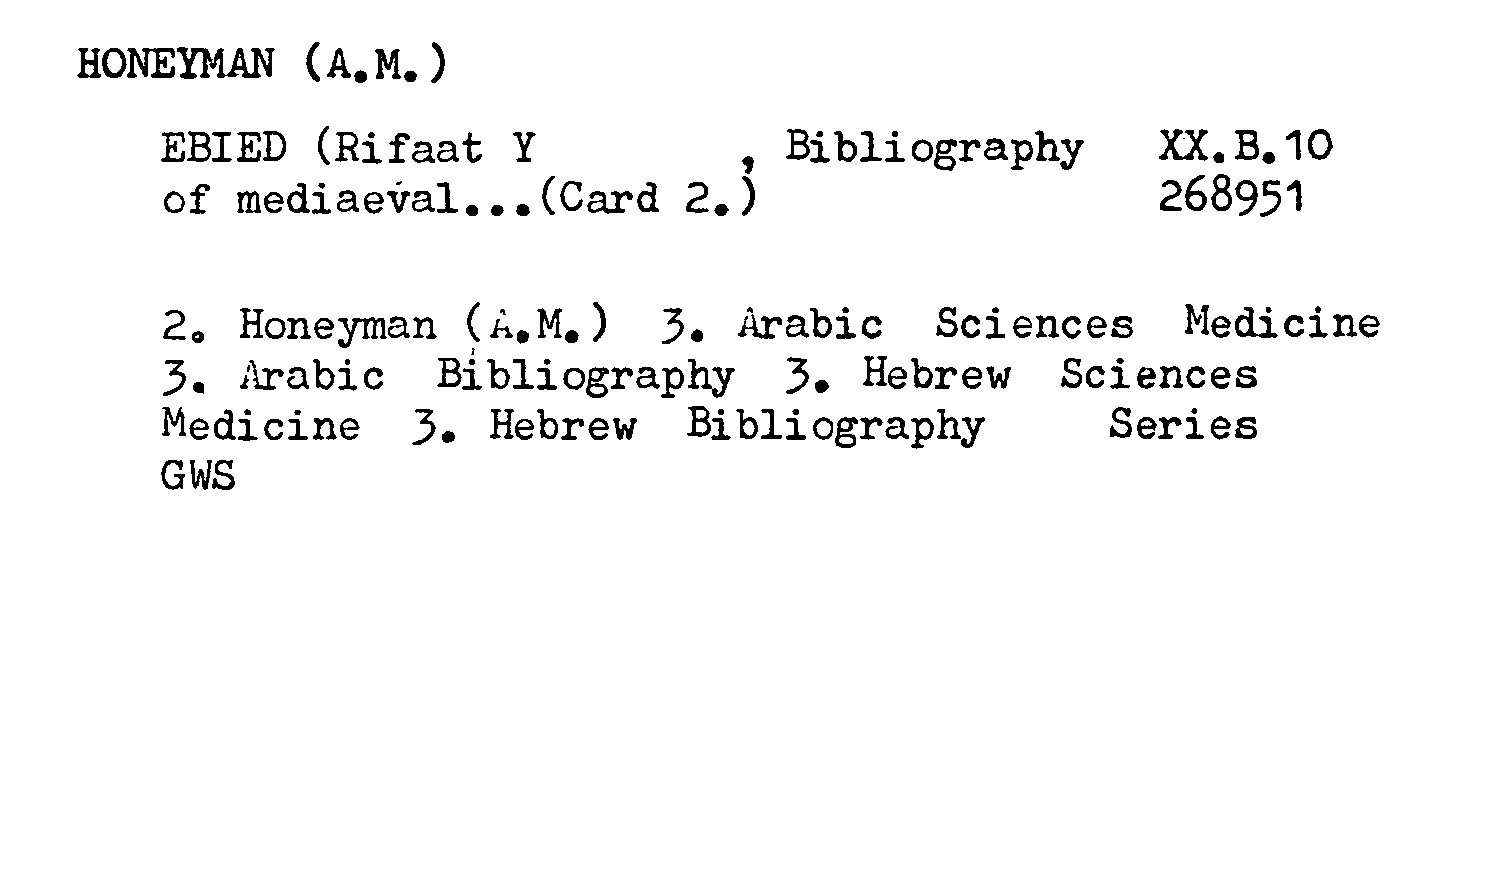 HONEYMAN (A.M.)
EBIED (Rifaat Y , Bibliography XX.B.10
of mediaeval...(Card 2.) 268951
2. Honeyman (A.M.) 3. Arabic Sciences Medicine
3. Arabic Bibliography 3. Hebrew Sciences
Medicine 3. Hebrew Bibliography Series
GWS